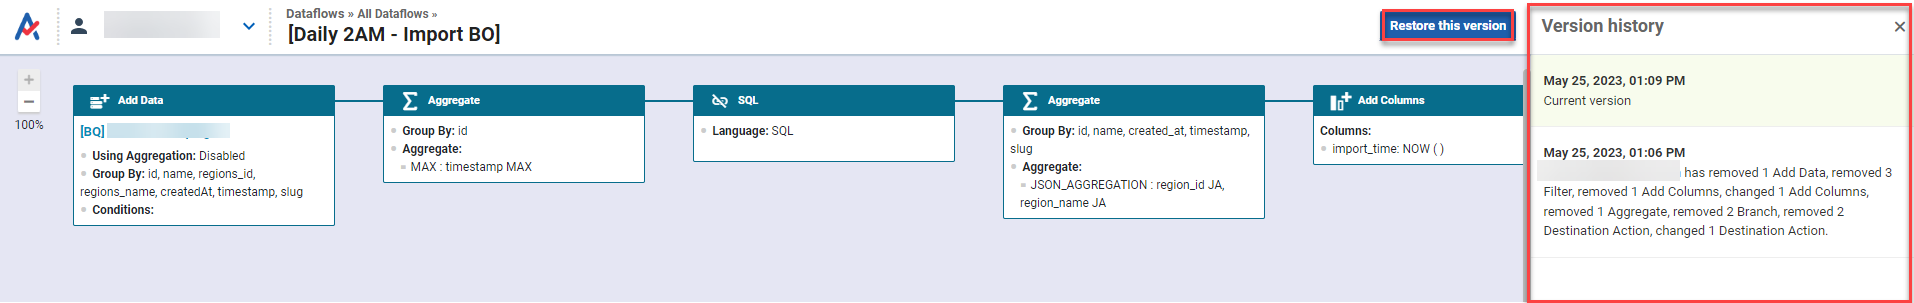 Dataflows » All Dataflows »
[Daily 2AM - Import BO]
Restore this version
100%
Add Data
[BQ]
Using Aggregation: Disabled
Group By: id, name, regions_id,
regions_name, createdAt, timestamp, slug
Conditions:
Aggregate
Group By: id
Aggregate:
MAX : timestamp MAX
SQL
Language: SQL
Aggregate
Group By: id, name, created_at, timestamp,
slug
Aggregate:
JSON_AGGREGATION : region_id JA,
region_name JA
Add Columns
Columns:
import_time: NOW ( )
Version history
May 25, 2023, 01:09 PM
Current version
May 25, 2023, 01:06 PM
has removed 1 Add Data, removed 3
Filter, removed 1 Add Columns, changed 1 Add Columns,
removed 1 Aggregate, removed 2 Branch, removed 2
Destination Action, changed 1 Destination Action.